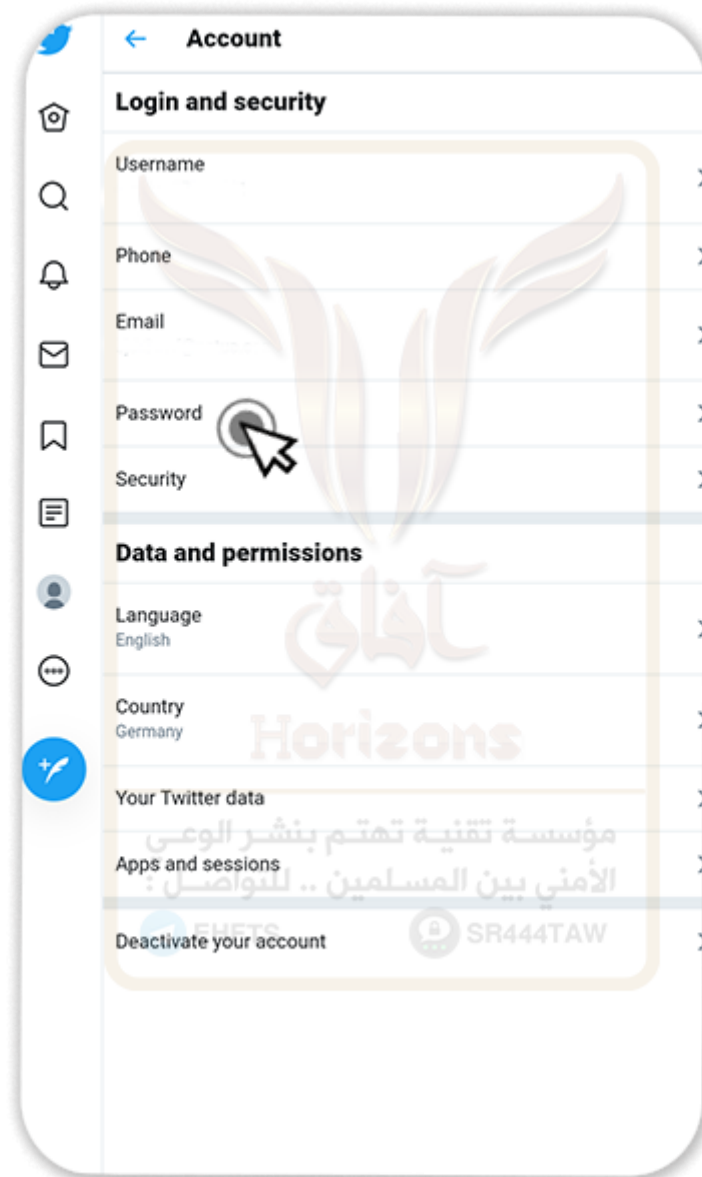 Account
Login and security
Username
Phone
Email
Password
Security
Data and permissions
Language
English
آفاق
Country
Germany
Horizons
Your Twitter data
مؤسسة تقنية تهتم بنشر الوعي
Apps and sessions
الأمني بين المسلمين .. للتواصل :
EHETS
SR444TAW
Deactivate your account